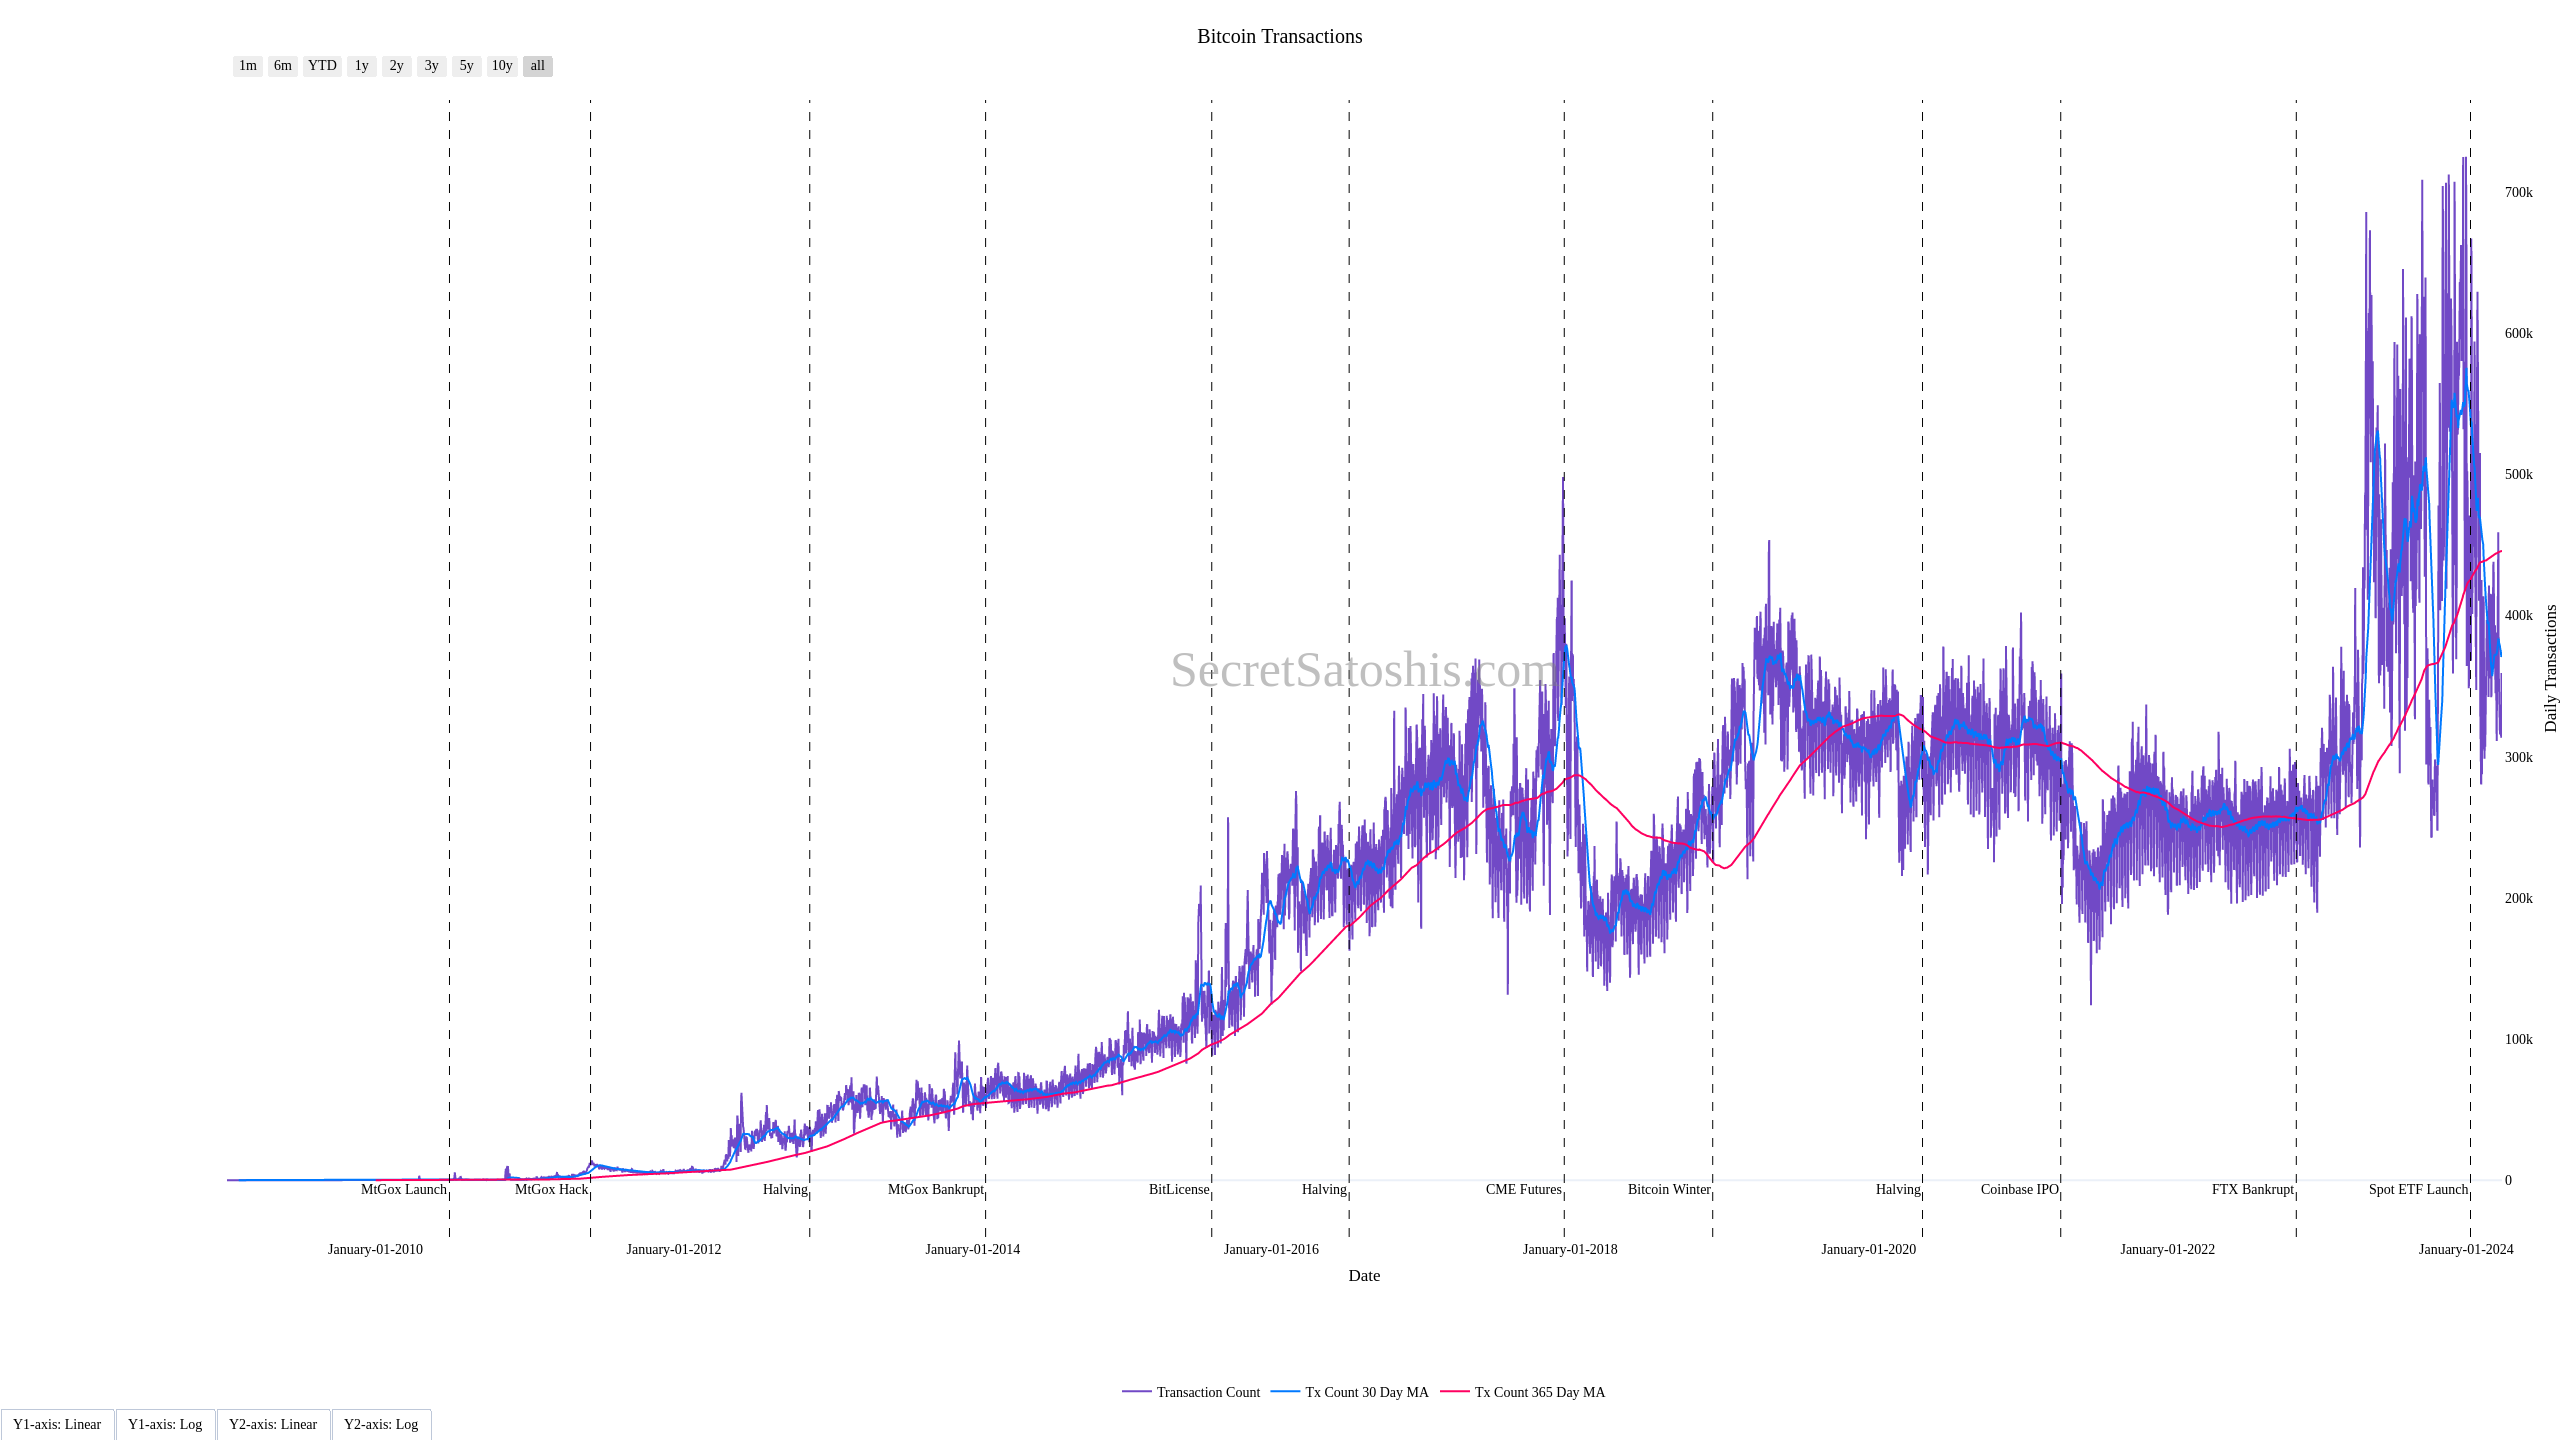 Bitcoin Transactions
1m 6m YTD 1y 2y 3y 5y 10y all
700k
600k
500k
400k
300k
200k
100k
0
Daily Transactions
SecretSatoshis.com
MtGox Launch MtGox Hack Halving MtGox Bankrupt BitLicense Halving CME Futures Bitcoin Winter Halving Coinbase IPO FTX Bankrupt Spot ETF Launch
January-01-2010 January-01-2012 January-01-2014 January-01-2016 January-01-2018 January-01-2020 January-01-2022 January-01-2024
Date
Transaction Count Tx Count 30 Day MA Tx Count 365 Day MA
Y1-axis: Linear Y1-axis: Log Y2-axis: Linear Y2-axis: Log